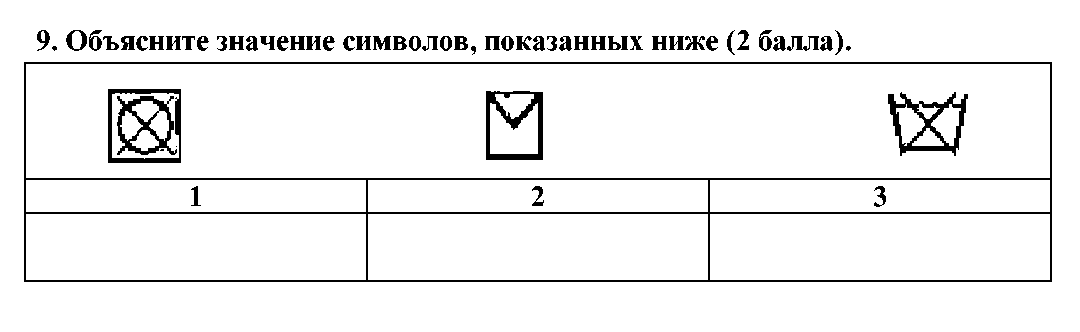 9. Объясните значение символов, показанных ниже (2 балла).
1 2 3